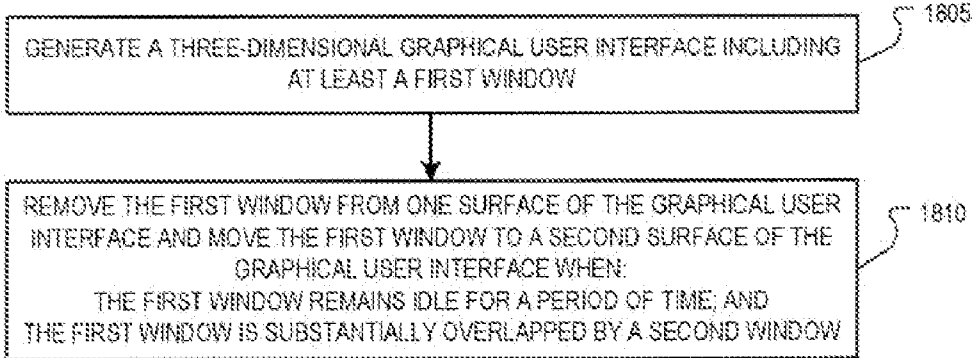 1805
GENERATE A THREE-DIMENSIONAL GRAPHICAL USER INTERFACE INCLUDING
AT LEAST A FIRST WINDOW
1810
REMOVE THE FIRST WINDOW FROM ONE SURFACE OF THE GRAPHICAL USER
INTERFACE AND MOVE THE FIRST WINDOW TO A SECOND SURFACE OF THE
GRAPHICAL USER INTERFACE WHEN:
THE FIRST WINDOW REMAINS IDLE FOR A PERIOD OF TIME; AND
THE FIRST WINDOW IS SUBSTANTIALLY OVERLAPPED BY A SECOND WINDOW